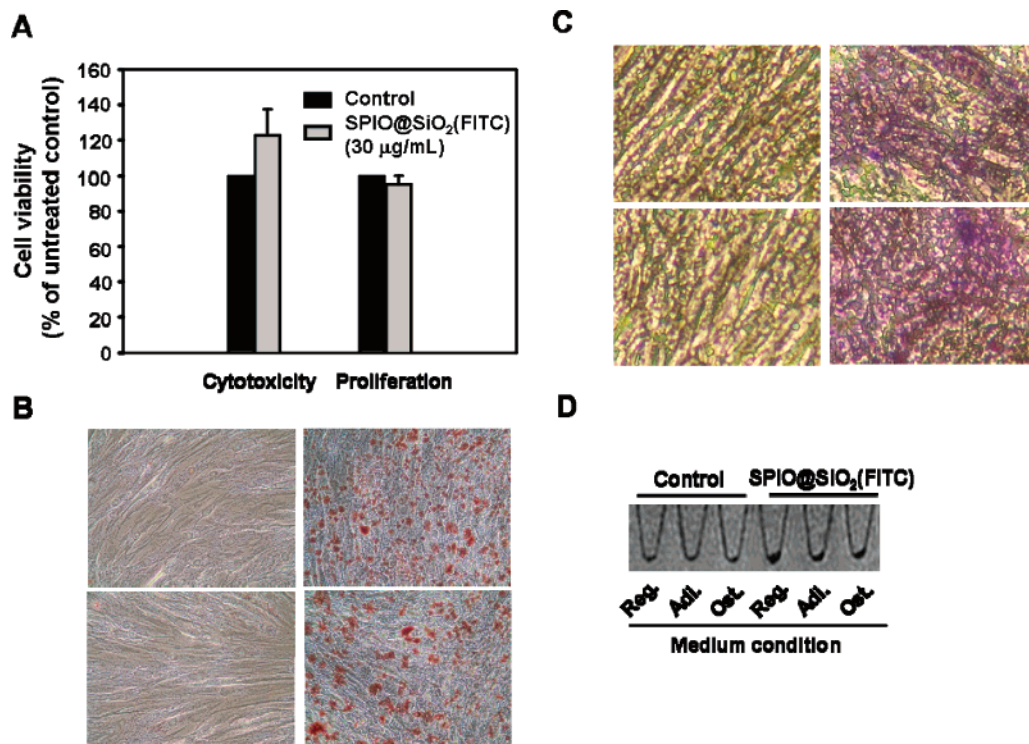 A
160
140
120
100
80
60
40
20
0
Cell viability
(% of untreated control)
Control
SPIO@SiO₂(FITC)
(30 µg/mL)
Cytotoxicity Proliferation
B
C
D
Control SPIO@SiO₂(FITC)
Reg. Adi. Ost. Reg. Adi. Ost.
Medium condition